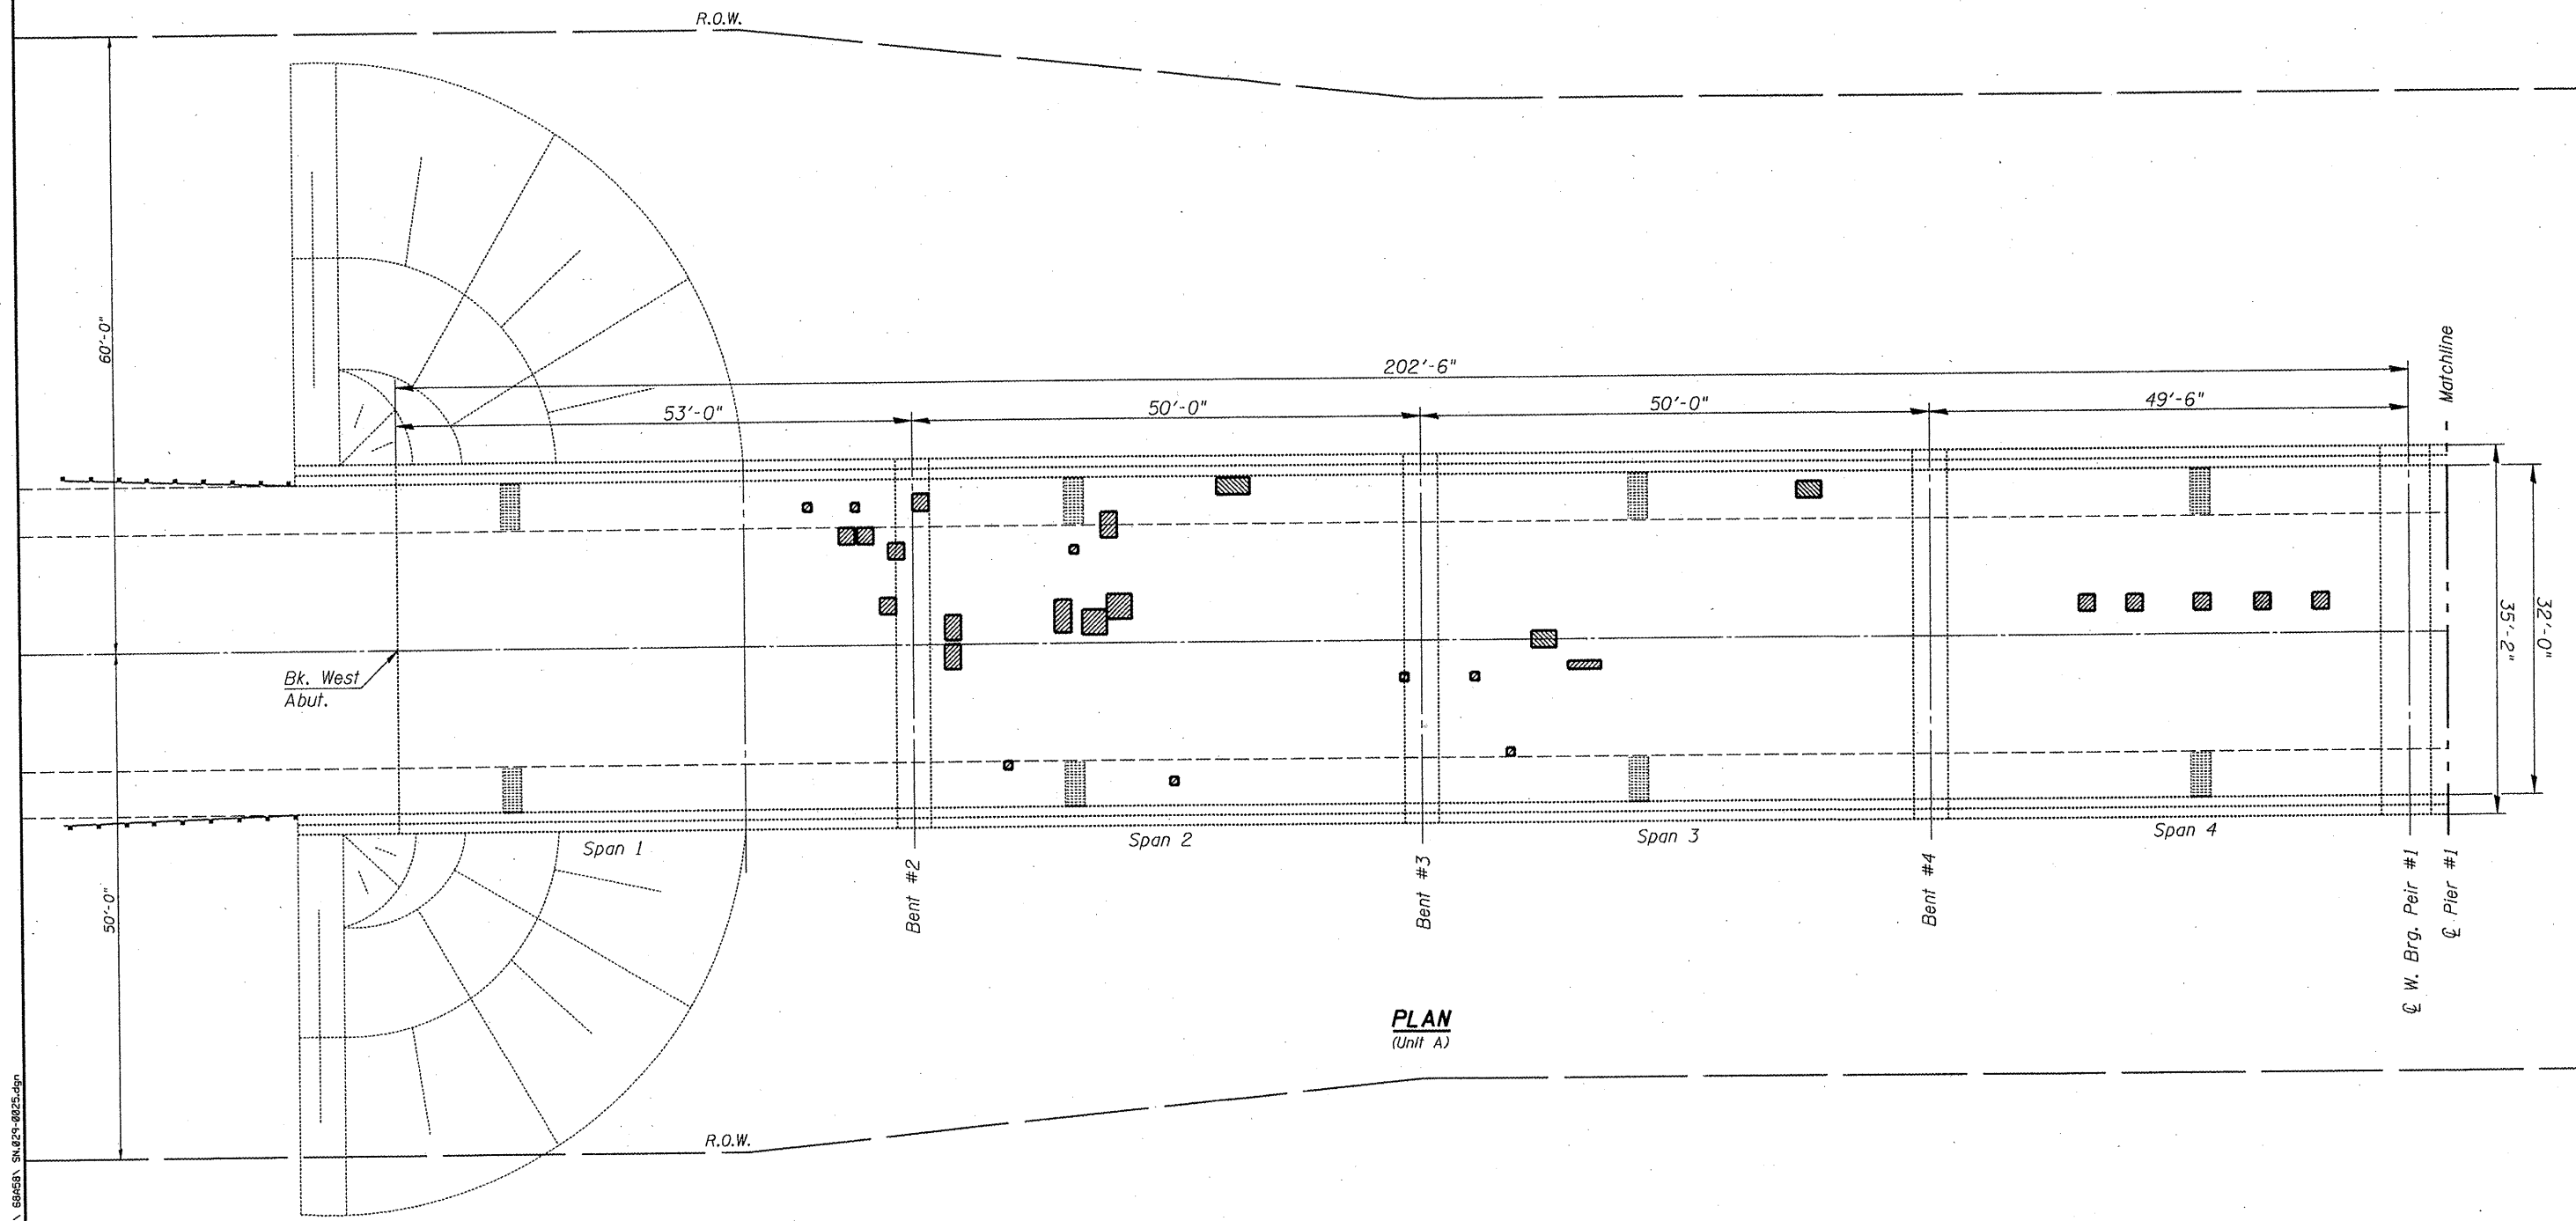 R.O.W.
60'-0"
202'-6"
53'-0"
50'-0"
50'-0"
49'-6"
Matchline
35'-2"
32'-0"
Bk. West
Abut.
Span 1
Span 2
Span 3
Span 4
50'-0"
Bent #2
Bent #3
Bent #4
℄ W. Brg. Peir #1
℄ Pier #1
PLAN
(Unit A)
R.O.W.
\ 68A58\ SN.029-0025.dgn